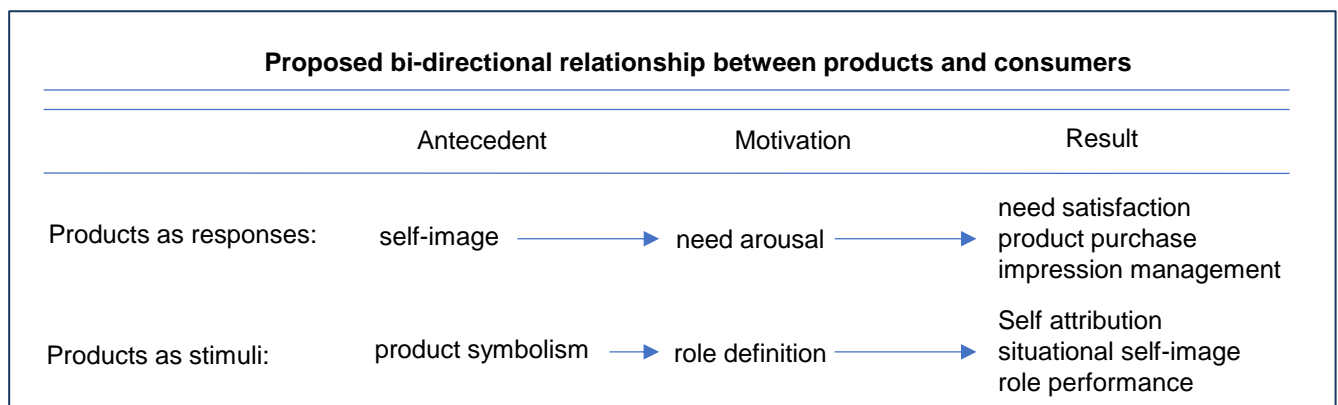 Proposed bi-directional relationship between products and consumers
Antecedent Motivation Result
Products as responses: self-image need arousal need satisfaction
product purchase
impression management
Products as stimuli: product symbolism role definition Self attribution
situational self-image
role performance